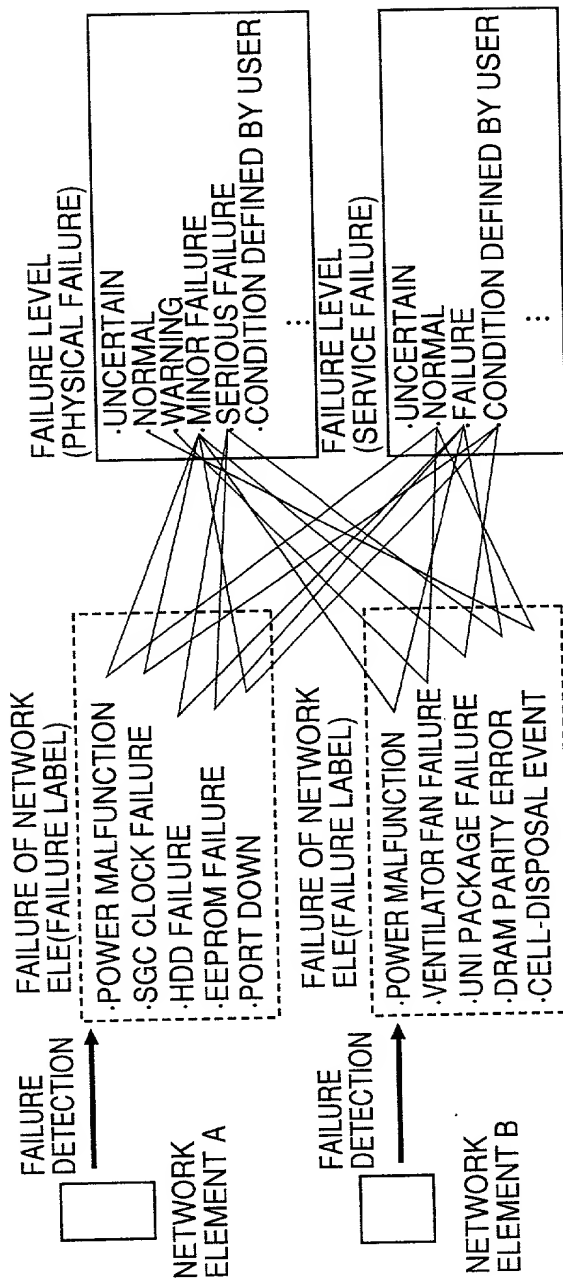 NETWORK
ELEMENT A
FAILURE
DETECTION
FAILURE OF NETWORK
ELE(FAILURE LABEL)
·POWER MALFUNCTION
·SGC CLOCK FAILURE
·HDD FAILURE
·EEPROM FAILURE
·PORT DOWN
FAILURE LEVEL
(PHYSICAL FAILURE)
·UNCERTAIN
·NORMAL
·WARNING
·MINOR FAILURE
·SERIOUS FAILURE
·CONDITION DEFINED BY USER
⋮
NETWORK
ELEMENT B
FAILURE
DETECTION
FAILURE OF NETWORK
ELE(FAILURE LABEL)
·POWER MALFUNCTION
·VENTILATOR FAN FAILURE
·UNI PACKAGE FAILURE
·DRAM PARITY ERROR
·CELL-DISPOSAL EVENT
FAILURE LEVEL
(SERVICE FAILURE)
·UNCERTAIN
·NORMAL
·FAILURE
·CONDITION DEFINED BY USER
⋮